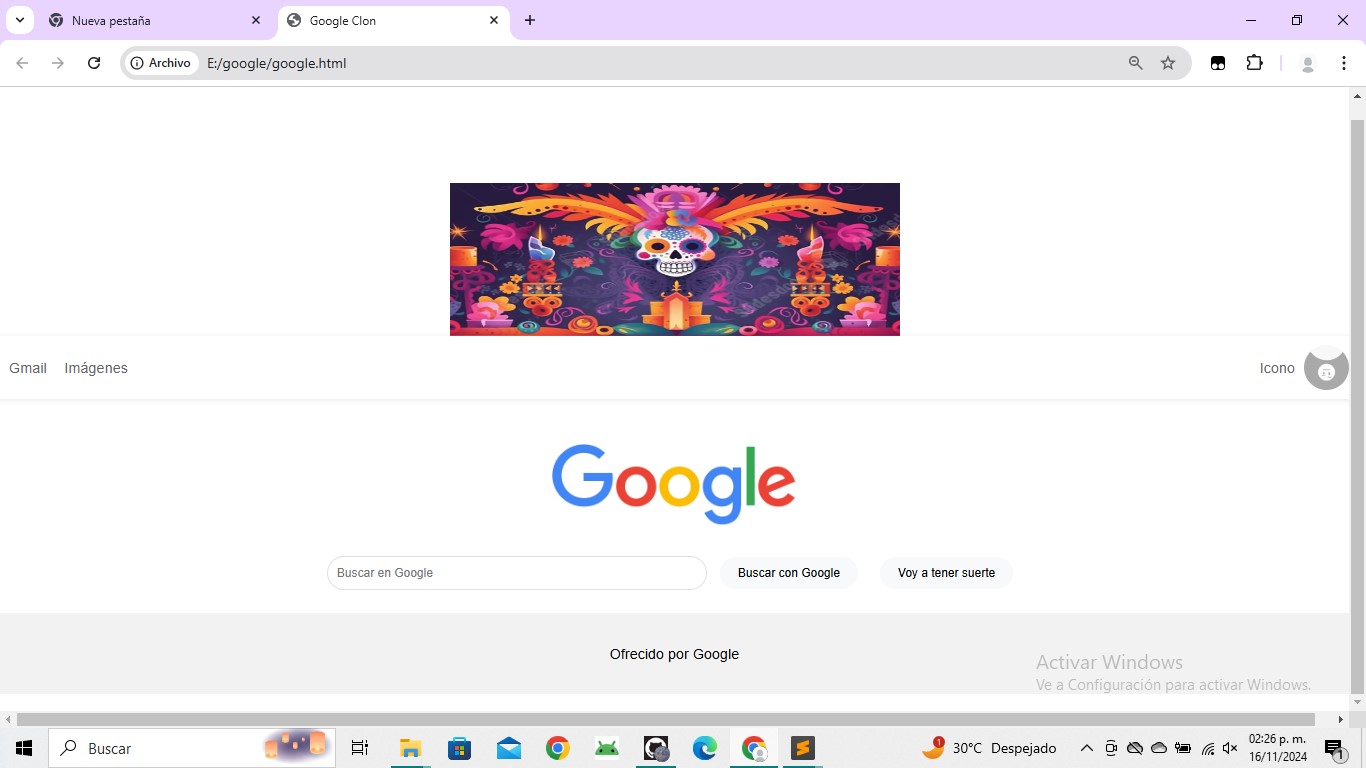 Nueva pestaña
Google Clon
Archivo
E:/google/google.html
Gmail
Imágenes
Icono
Google
Buscar en Google
Buscar con Google
Voy a tener suerte
Ofrecido por Google
Activar Windows
Ve a Configuración para activar Windows.
Buscar
1
30°C Despejado
02:26 p. m.
16/11/2024
1